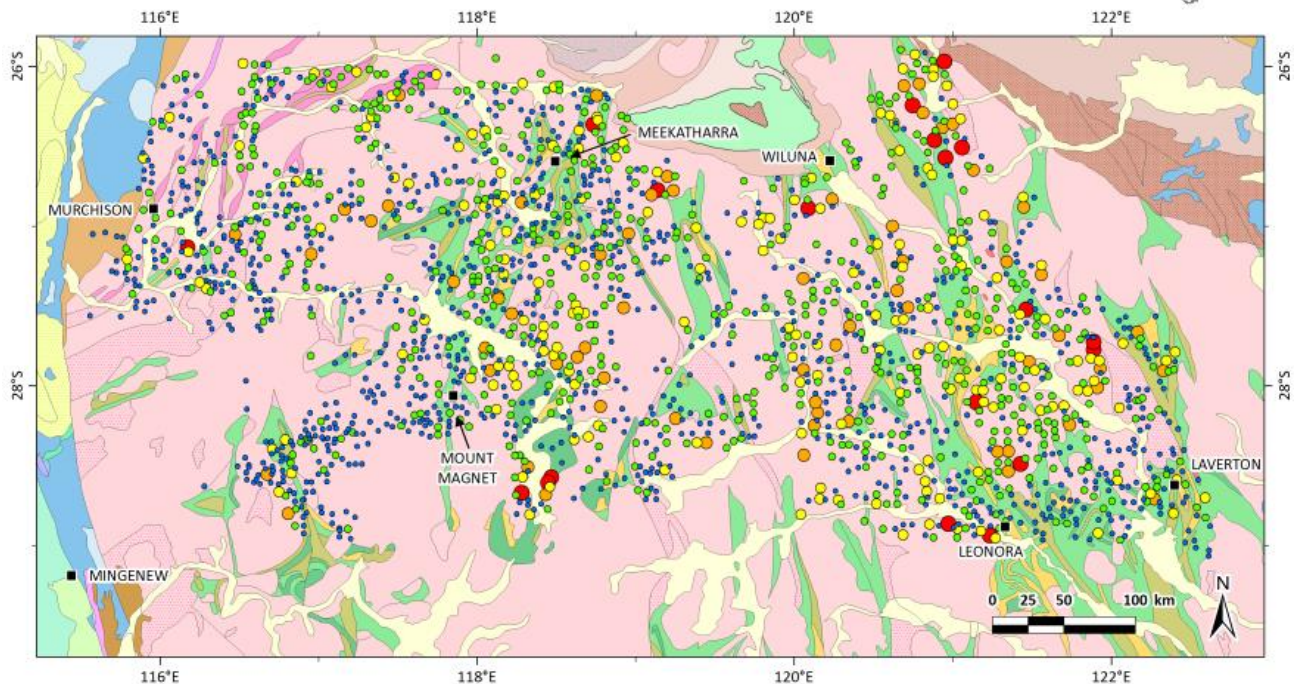 116°E 118°E 120°E 122°E
26°S 26°S
MEEKATHARRA
WILUNA
MURCHISON
28°S 28°S
MOUNT
MAGNET
LAVERTON
LEONORA
MINGENEW
N
0 25 50 100 km
116°E 118°E 120°E 122°E